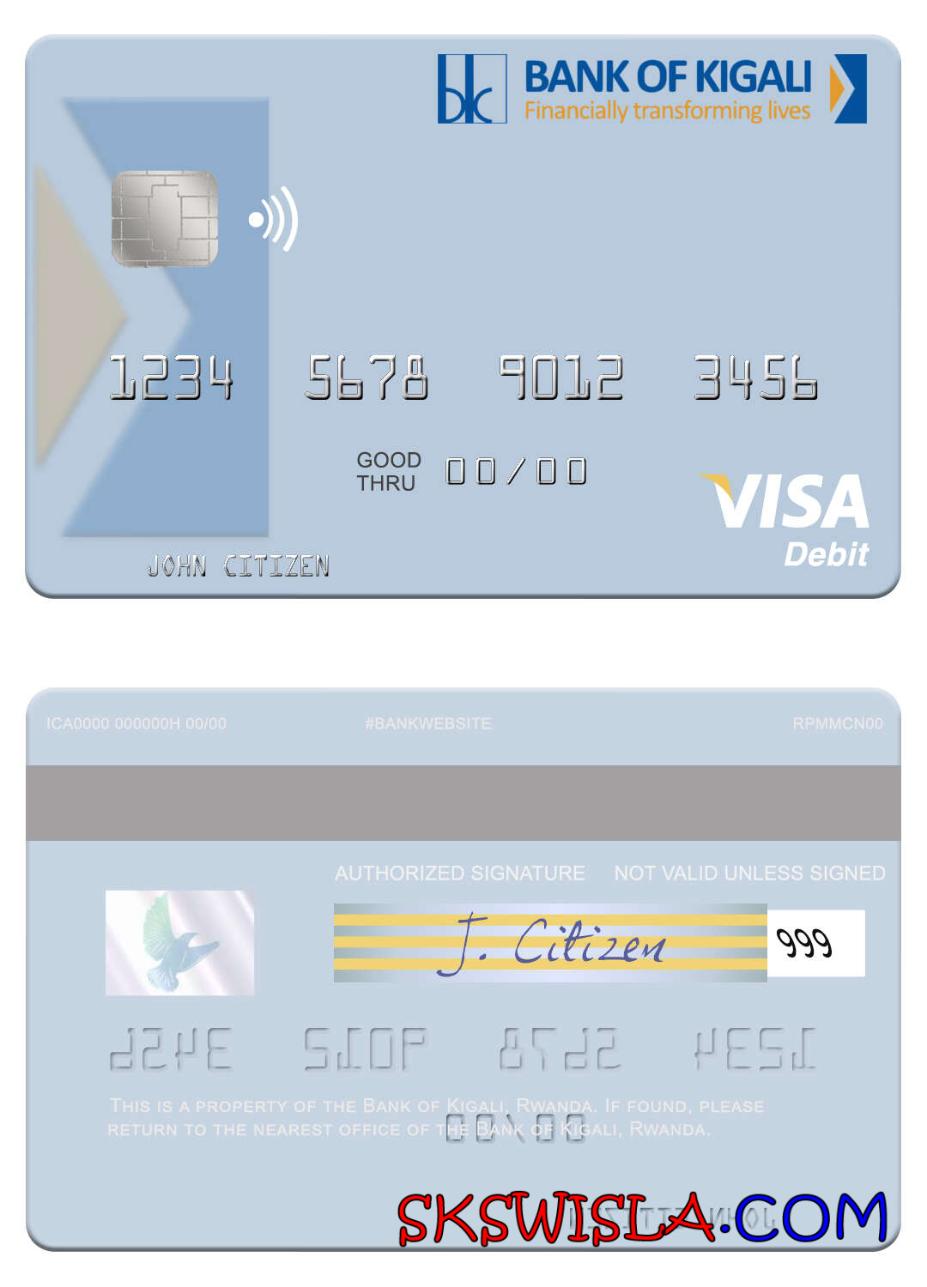 BANK OF KIGALI
Financially transforming lives
1234 5678 9012 3456
GOOD THRU 00/00
VISA
Debit
JOHN CITIZEN
ICA0000 000000H 00/00 #BANKWEBSITE RPMMCN00
AUTHORIZED SIGNATURE NOT VALID UNLESS SIGNED
J. Citizen 999
THIS IS A PROPERTY OF THE BANK OF KIGALI, RWANDA. IF FOUND, PLEASE
RETURN TO THE NEAREST OFFICE OF THE BANK OF KIGALI, RWANDA.
SKSWISLA.COM